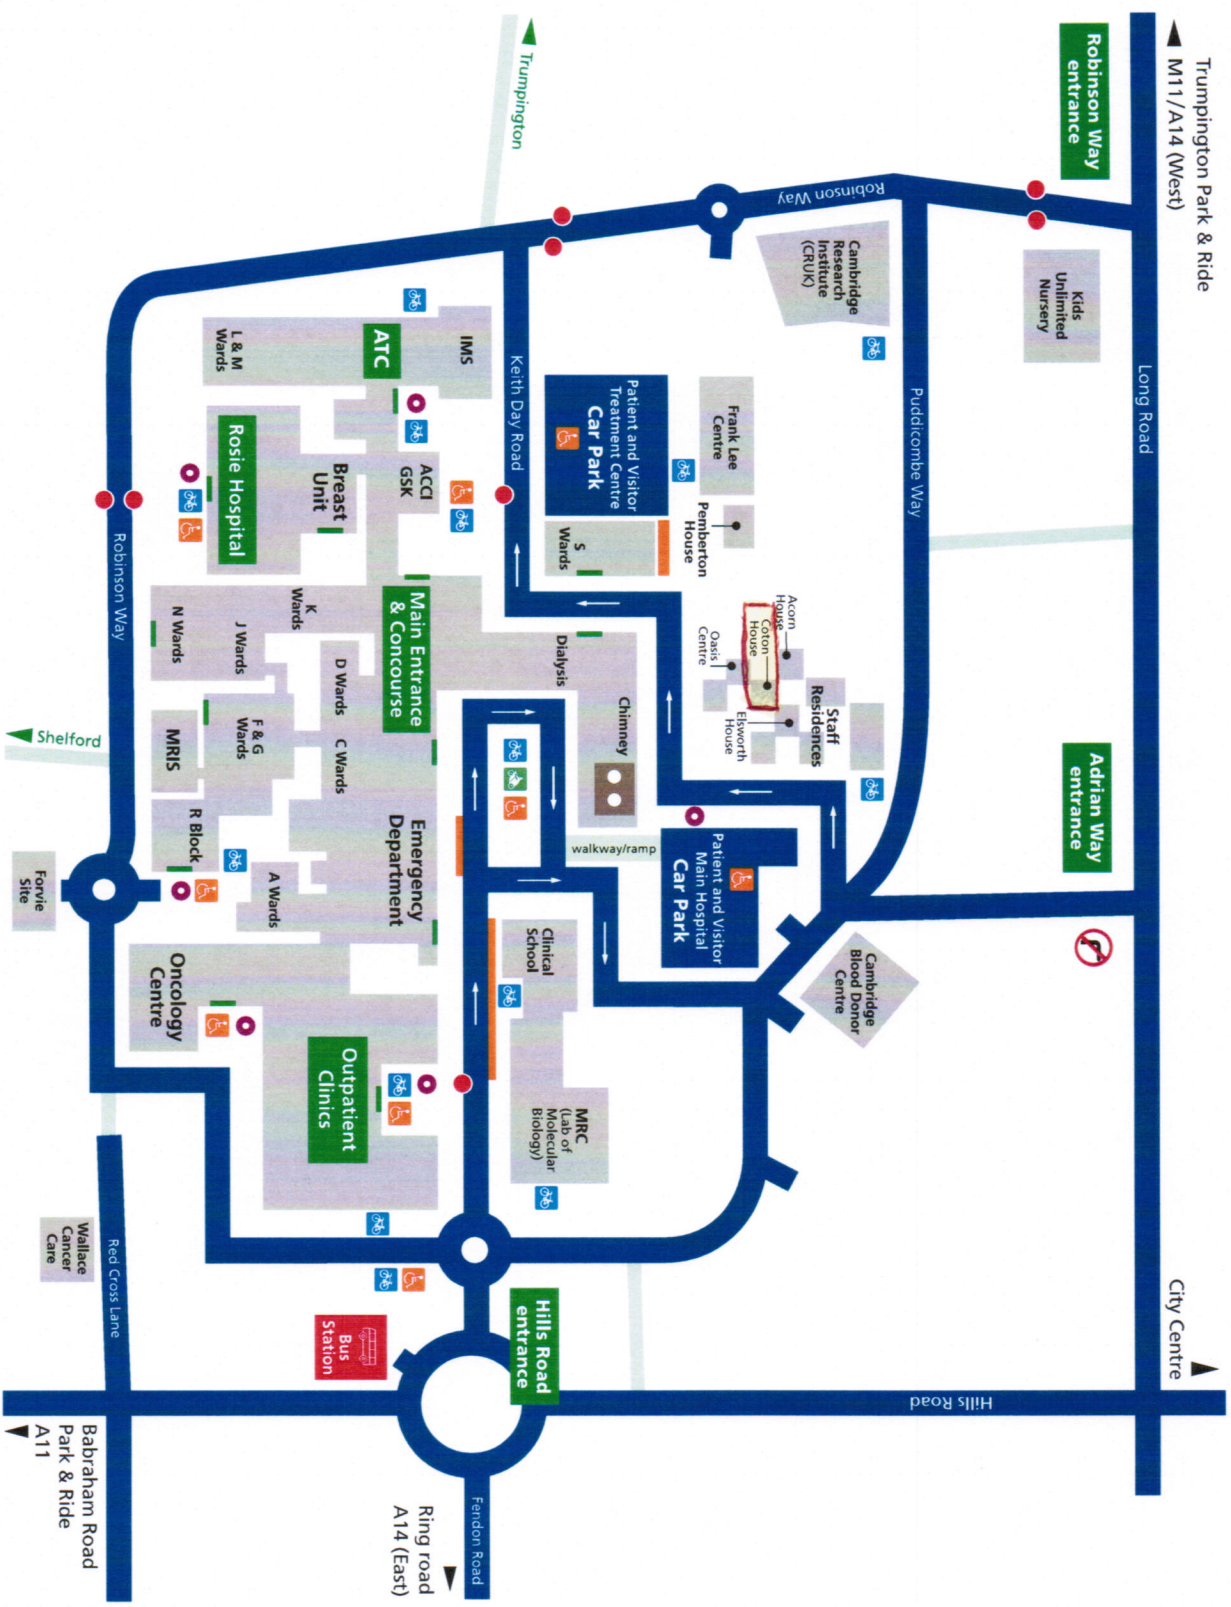 Trumpington Park & Ride
M11/A14 (West)
Robinson Way
entrance
Long Road
Adrian Way
entrance
City Centre
Kids
Unlimited
Nursery
Robinson Way
Puddicombe Way
Cambridge
Research
Institute
(CRUK)
Frank Lee
Centre
Pemberton
House
Acorn
House
Coton
House
Oasis
Centre
Elsworth
House
Staff
Residences
Cambridge
Blood Donor
Centre
Hills Road
Trumpington
Keith Day Road
Patient and Visitor
Treatment Centre
Car Park
S
Wards
Dialysis
Chimney
walkway/ramp
Patient and Visitor
Main Hospital
Car Park
Clinical
School
MRC
(Lab of
Molecular
Biology)
Hills Road
entrance
IMS
ATC
L & M
Wards
ACCI
GSK
Breast
Unit
Rosie Hospital
Main Entrance
& Concourse
K
Wards
J Wards
N Wards
D Wards
C Wards
F & G
Wards
MRIS
R Block
Emergency
Department
A Wards
Oncology
Centre
Outpatient
Clinics
Bus
Station
Fendon Road
Ring road
A14 (East)
Robinson Way
Shelford
Forvie
Site
Red Cross Lane
Wallace
Cancer
Care
Babraham Road
Park & Ride
A11